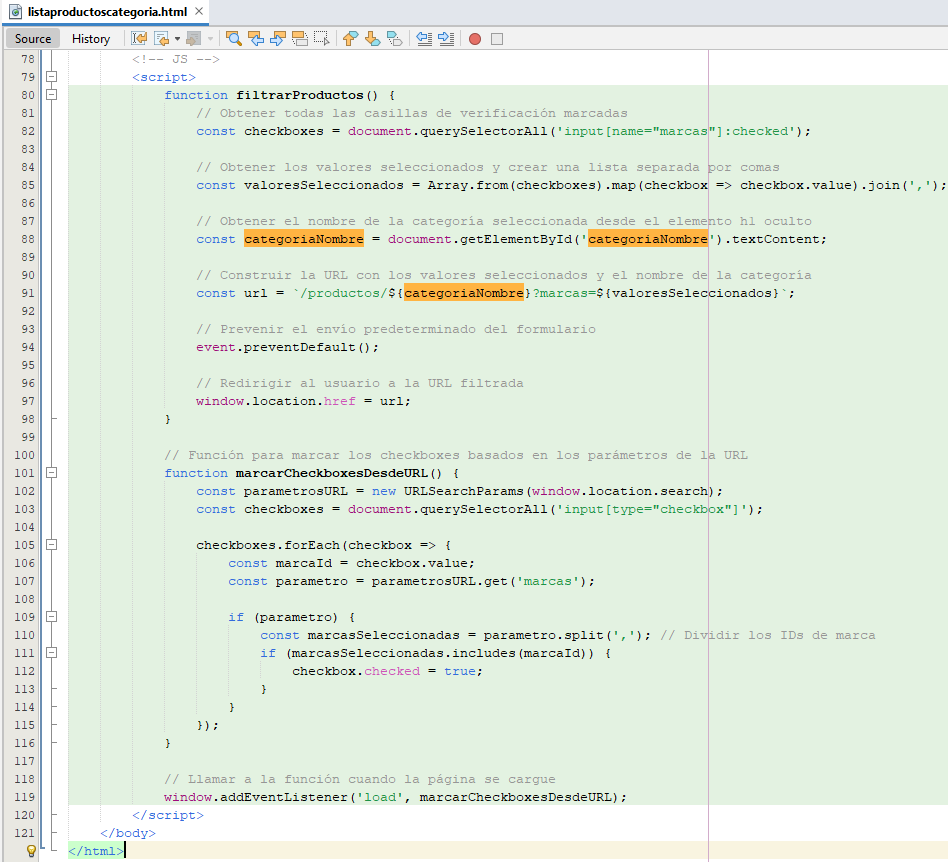 listaproductoscategoria.html ×
Source History
78 <!-- JS -->
79 <script>
80 function filtrarProductos() {
81 // Obtener todas las casillas de verificación marcadas
82 const checkboxes = document.querySelectorAll('input[name="marcas"]:checked');
83
84 // Obtener los valores seleccionados y crear una lista separada por comas
85 const valoresSeleccionados = Array.from(checkboxes).map(checkbox => checkbox.value).join(',');
86
87 // Obtener el nombre de la categoría seleccionada desde el elemento h1 oculto
88 const categoriaNombre = document.getElementById('categoriaNombre').textContent;
89
90 // Construir la URL con los valores seleccionados y el nombre de la categoría
91 const url = `/productos/${categoriaNombre}?marcas=${valoresSeleccionados}`;
92
93 // Prevenir el envío predeterminado del formulario
94 event.preventDefault();
95
96 // Redirigir al usuario a la URL filtrada
97 window.location.href = url;
98 }
99
100 // Función para marcar los checkboxes basados en los parámetros de la URL
101 function marcarCheckboxesDesdeURL() {
102 const parametrosURL = new URLSearchParams(window.location.search);
103 const checkboxes = document.querySelectorAll('input[type="checkbox"]');
104
105 checkboxes.forEach(checkbox => {
106 const marcaId = checkbox.value;
107 const parametro = parametrosURL.get('marcas');
108
109 if (parametro) {
110 const marcasSeleccionadas = parametro.split(','); // Dividir los IDs de marca
111 if (marcasSeleccionadas.includes(marcaId)) {
112 checkbox.checked = true;
113 }
114 }
115 });
116 }
117
118 // Llamar a la función cuando la página se cargue
119 window.addEventListener('load', marcarCheckboxesDesdeURL);
120 </script>
121 </body>
</html>